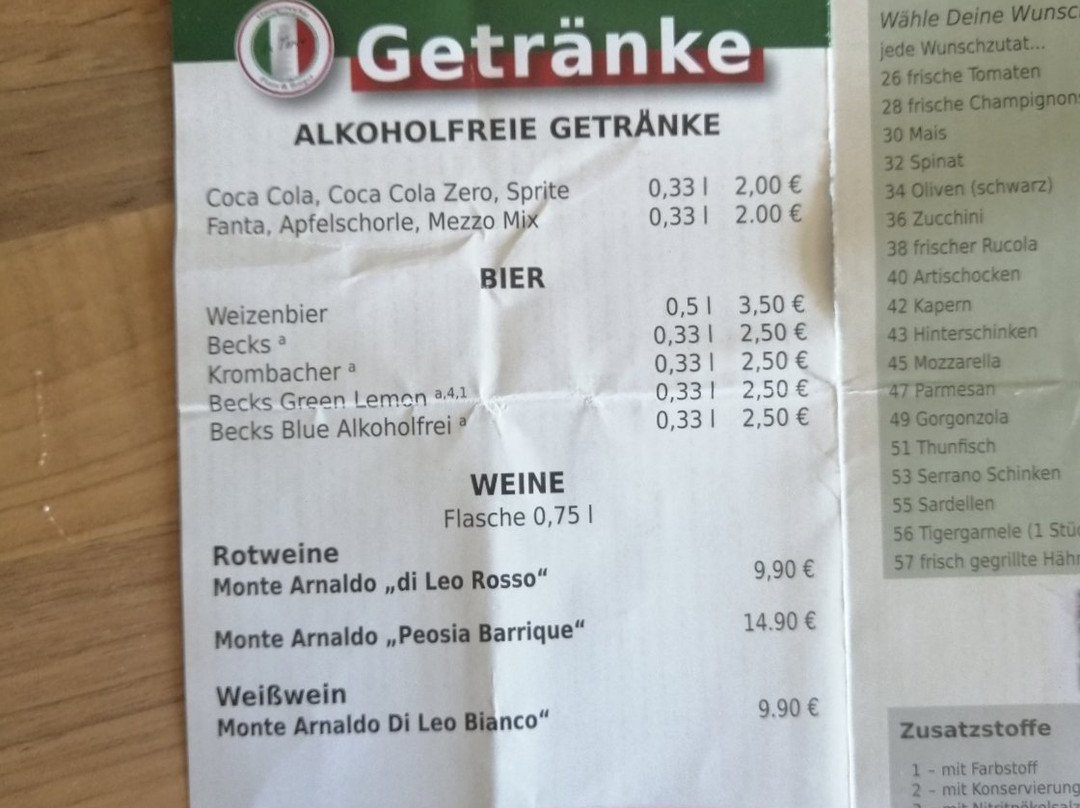 Getränke
ALKOHOLFREIE GETRÄNKE
Coca Cola, Coca Cola Zero, Sprite 0,33 l 2,00 €
Fanta, Apfelschorle, Mezzo Mix 0,33 l 2.00 €
BIER
Weizenbier 0,5 l 3,50 €
Becks a 0,33 l 2,50 €
Krombacher a 0,33 l 2,50 €
Becks Green Lemon a,4,1 0,33 l 2,50 €
Becks Blue Alkoholfrei a 0,33 l 2,50 €
WEINE
Flasche 0,75 l
Rotweine
Monte Arnaldo „di Leo Rosso“ 9,90 €
Monte Arnaldo „Peosia Barrique“ 14.90 €
Weißwein
Monte Arnaldo Di Leo Bianco“ 9.90 €
Wähle Deine Wunsc
jede Wunschzutat...
26 frische Tomaten
28 frische Champignons
30 Mais
32 Spinat
34 Oliven (schwarz)
36 Zucchini
38 frischer Rucola
40 Artischocken
42 Kapern
43 Hinterschinken
45 Mozzarella
47 Parmesan
49 Gorgonzola
51 Thunfisch
53 Serrano Schinken
55 Sardellen
56 Tigergarnele (1 Stüc
57 frisch gegrillte Hähn
Zusatzstoffe
1 - mit Farbstoff
2 - mit Konservierung